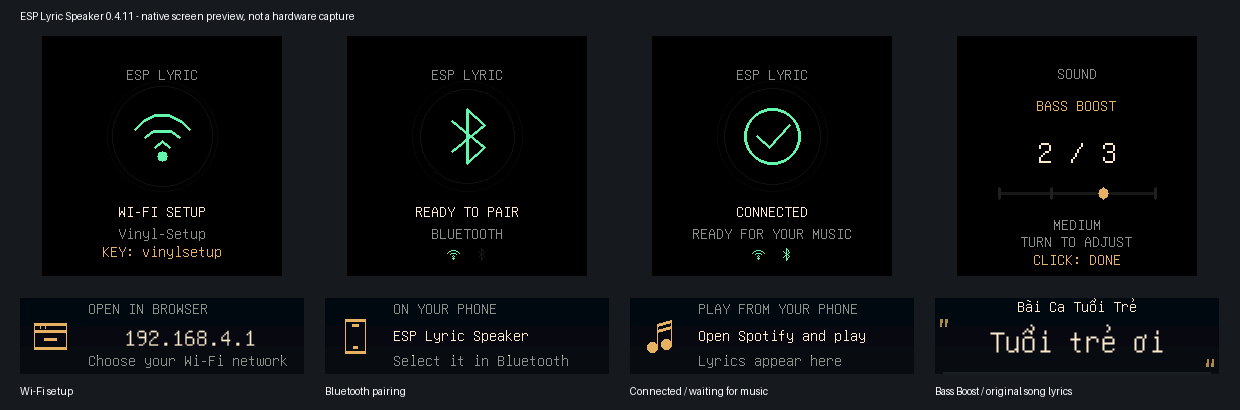 ESP Lyric Speaker 0.4.11 - native screen preview, not a hardware capture
ESP LYRIC
WI-FI SETUP
Vinyl-Setup
KEY: vinylsetup
OPEN IN BROWSER
192.168.4.1
Choose your Wi-Fi network
Wi-Fi setup
ESP LYRIC
READY TO PAIR
BLUETOOTH
ON YOUR PHONE
ESP Lyric Speaker
Select it in Bluetooth
Bluetooth pairing
ESP LYRIC
CONNECTED
READY FOR YOUR MUSIC
PLAY FROM YOUR PHONE
Open Spotify and play
Lyrics appear here
Connected / waiting for music
SOUND
BASS BOOST
2 / 3
MEDIUM
TURN TO ADJUST
CLICK: DONE
Bài Ca Tuổi Trẻ
"Tuổi trẻ ơi"
Bass Boost / original song lyrics